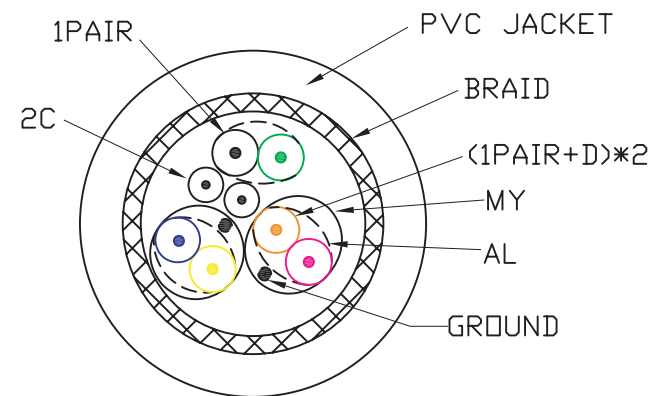 1PAIR
PVC JACKET
BRAID
2C
(1PAIR+D)*2
MY
AL
GROUND